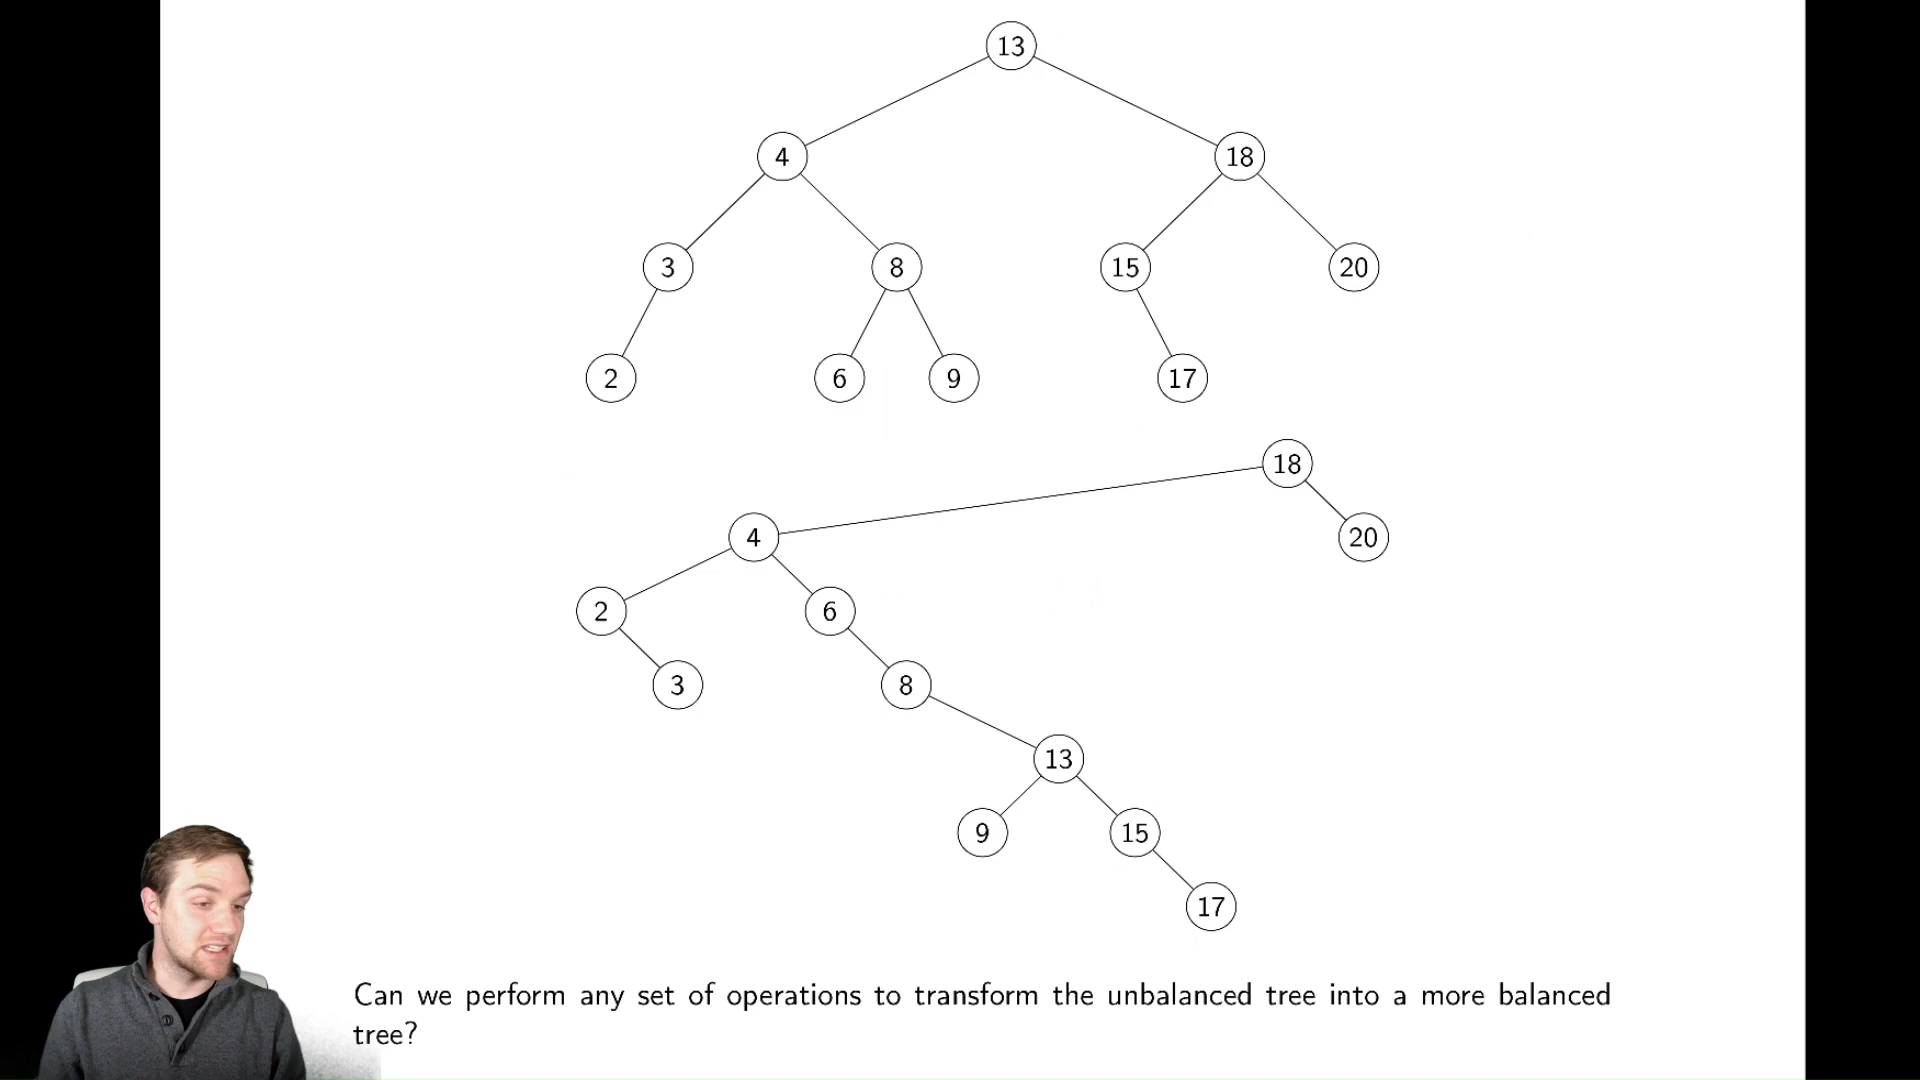 13
4 18
3 8 15 20
2 6 9 17
18
4 20
2 6
3 8
13
9 15
17
Can we perform any set of operations to transform the unbalanced tree into a more balanced
tree?